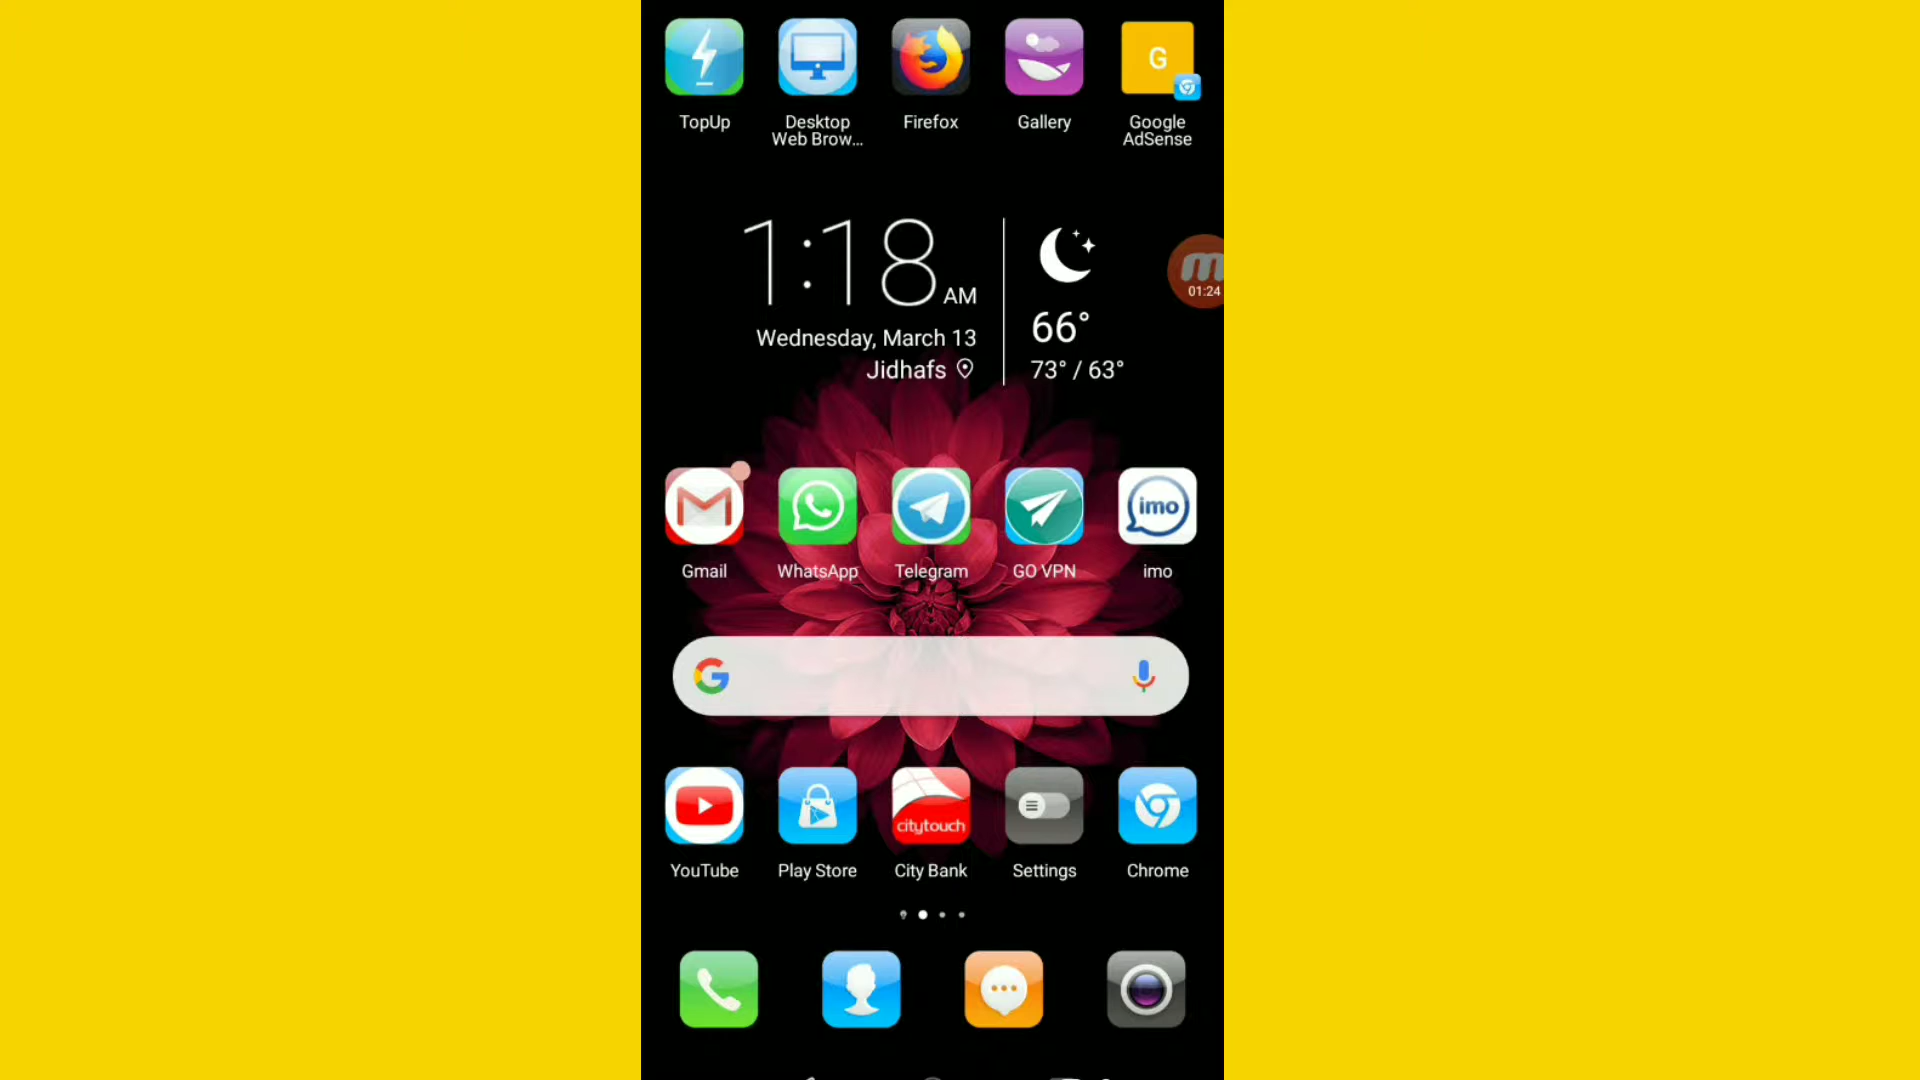 G
TopUp
Desktop
Web Brow...
Firefox
Gallery
Google
AdSense
1:18 AM
Wednesday, March 13
Jidhafs
66°
73° / 63°
m
01:24
imo
Gmail
WhatsApp
Telegram
GO VPN
imo
G
citytouch
YouTube
Play Store
City Bank
Settings
Chrome